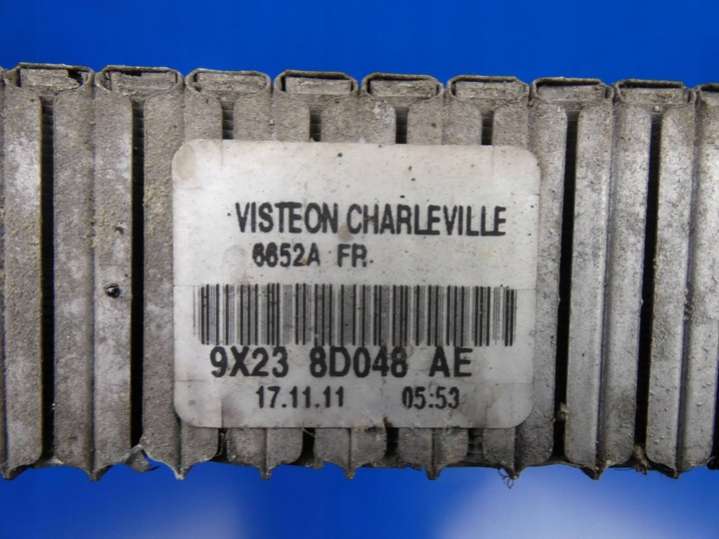 VISTEON CHARLEVILLE
6652A FR
9X23 8D048 AE
17.11.11 05:53